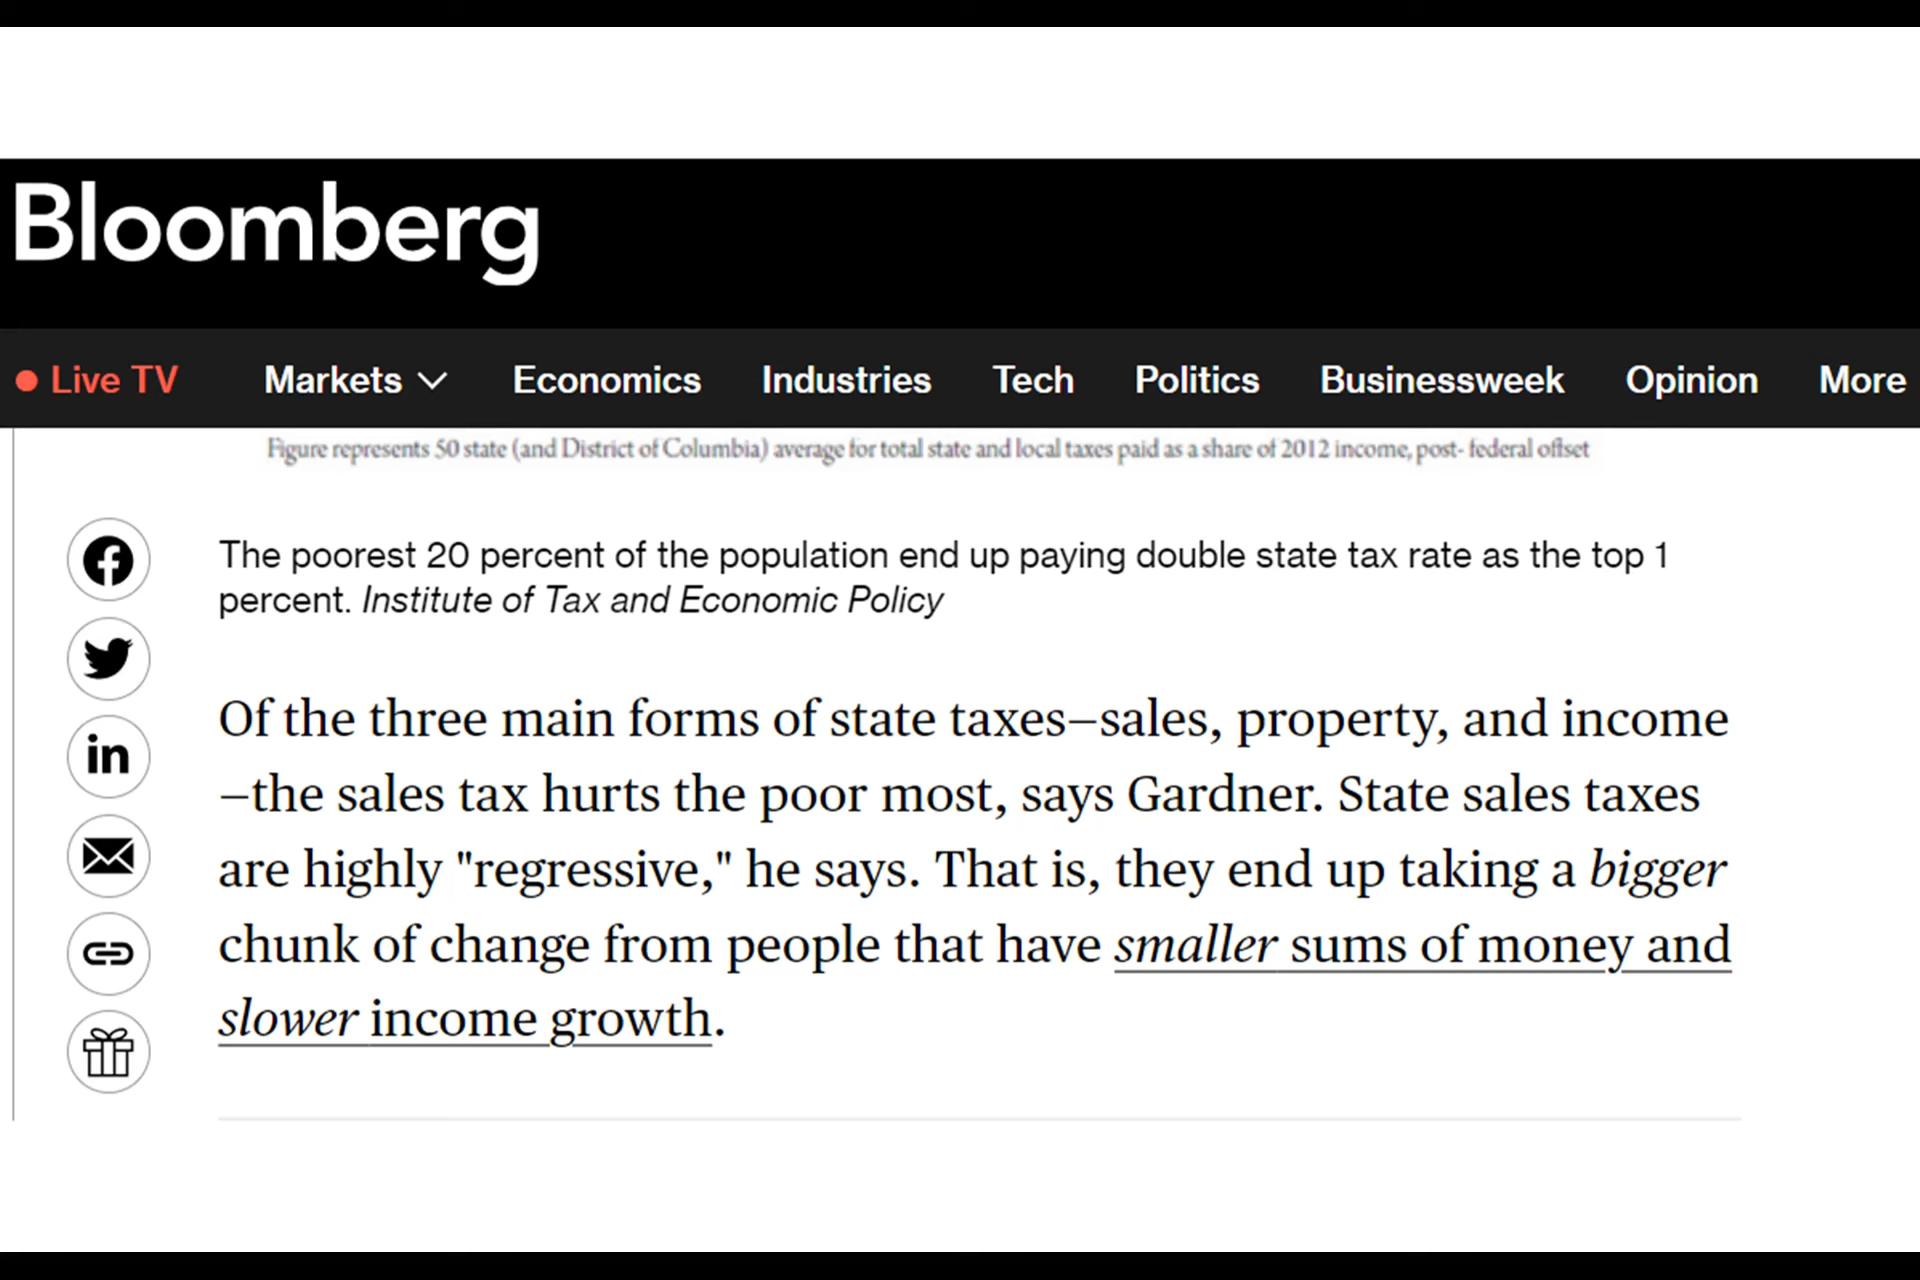 Bloomberg
Live TV Markets Economics Industries Tech Politics Businessweek Opinion More
Figure represents 50 state (and District of Columbia) average for total state and local taxes paid as a share of 2012 income, post- federal offset
The poorest 20 percent of the population end up paying double state tax rate as the top 1
percent. Institute of Tax and Economic Policy
Of the three main forms of state taxes—sales, property, and income
—the sales tax hurts the poor most, says Gardner. State sales taxes
are highly "regressive," he says. That is, they end up taking a bigger
chunk of change from people that have smaller sums of money and
slower income growth.